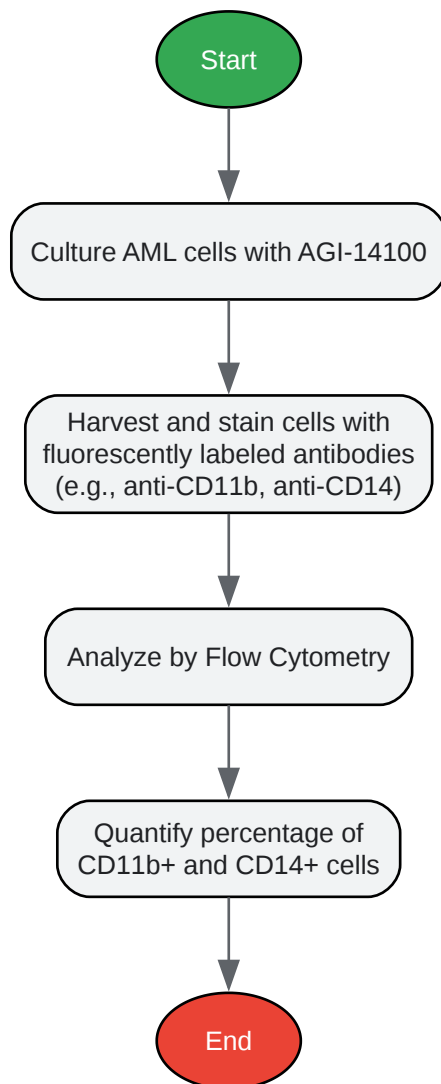 Start
Culture AML cells with AGI-14100
Harvest and stain cells with
fluorescently labeled antibodies
(e.g., anti-CD11b, anti-CD14)
Analyze by Flow Cytometry
Quantify percentage of
CD11b+ and CD14+ cells
End